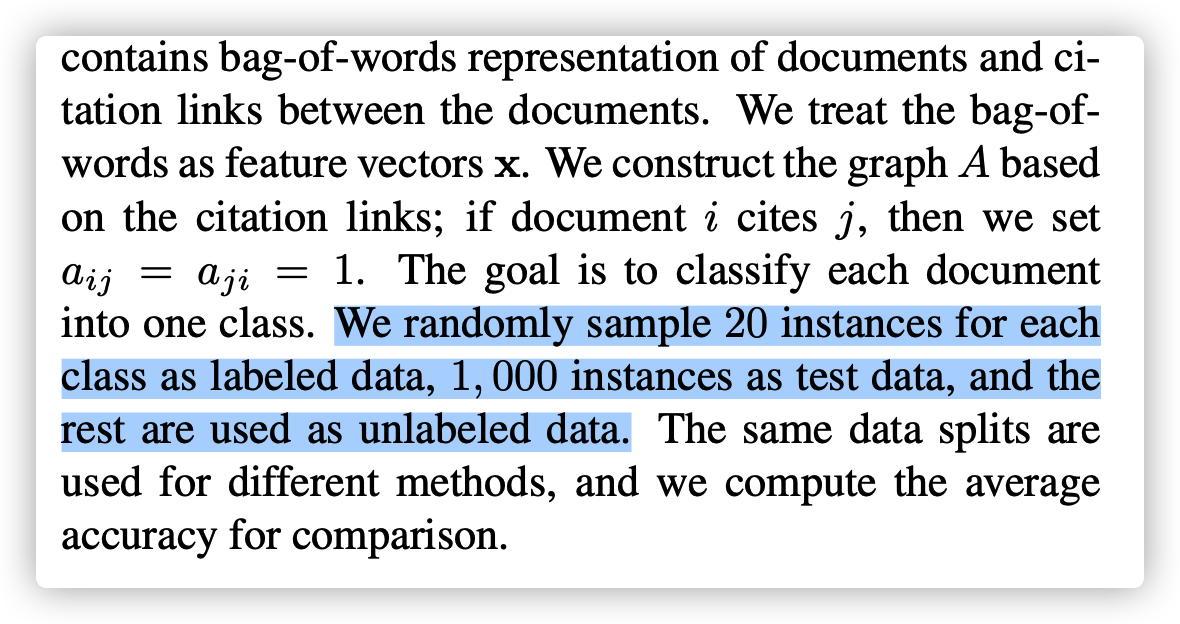 contains bag-of-words representation of documents and ci-
tation links between the documents. We treat the bag-of-
words as feature vectors x. We construct the graph A based
on the citation links; if document i cites j, then we set
a_{ij} = a_{ji} = 1. The goal is to classify each document
into one class. We randomly sample 20 instances for each
class as labeled data, 1, 000 instances as test data, and the
rest are used as unlabeled data. The same data splits are
used for different methods, and we compute the average
accuracy for comparison.